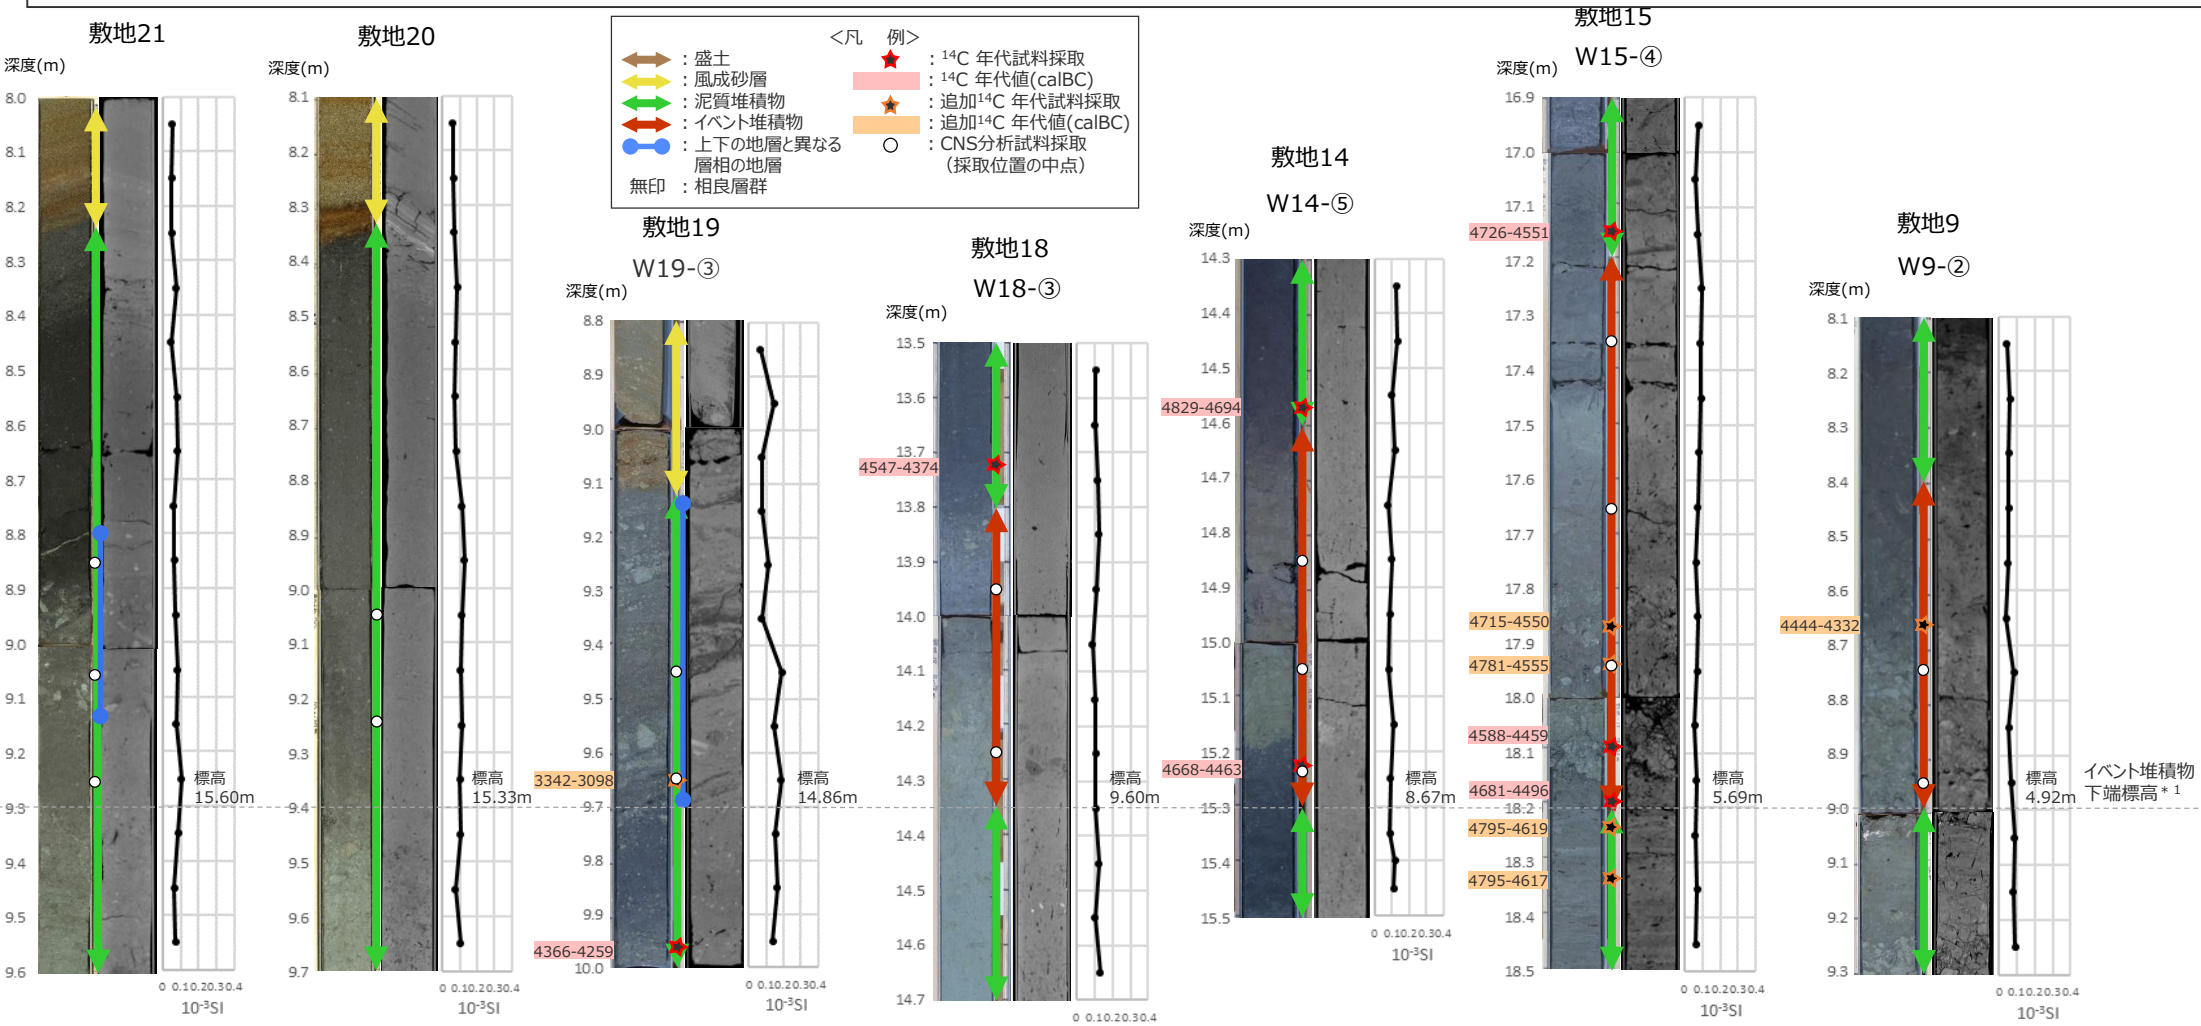 敷地21
深度(m)
8.0
8.1
8.2
8.3
8.4
8.5
8.6
8.7
8.8
8.9
9.0
9.1
9.2
9.3
9.4
9.5
9.6
標高
15.60m
0 0.10.20.30.4
10⁻³SI
敷地20
深度(m)
8.1
8.2
8.3
8.4
8.5
8.6
8.7
8.8
8.9
9.0
9.1
9.2
9.3
9.4
9.5
9.6
9.7
標高
15.33m
0 0.10.20.30.4
10⁻³SI
<凡 例>
：盛土
：風成砂層
：泥質堆積物
：イベント堆積物
：上下の地層と異なる
層相の地層
無印 ：相良層群
：¹⁴C 年代試料採取
：¹⁴C 年代値(calBC)
：追加¹⁴C 年代試料採取
：追加¹⁴C 年代値(calBC)
：CNS分析試料採取
（採取位置の中点）
敷地19
W19-③
深度(m)
8.8
8.9
9.0
9.1
9.2
9.3
9.4
9.5
9.6
3342-3098
9.7
9.8
9.9
4366-4259
10.0
標高
14.86m
0 0.10.20.30.4
10⁻³SI
敷地18
W18-③
深度(m)
13.5
13.6
13.7
4547-4374
13.8
13.9
14.0
14.1
14.2
14.3
14.4
14.5
14.6
14.7
標高
9.60m
0 0.10.20.30.4
敷地14
W14-⑤
深度(m)
14.3
14.4
14.5
4829-4694
14.6
14.7
14.8
14.9
15.0
15.1
15.2
4668-4463
15.3
15.4
15.5
標高
8.67m
0 0.10.20.30.4
10⁻³SI
敷地15
W15-④
深度(m)
16.9
17.0
17.1
4726-4551
17.2
17.3
17.4
17.5
17.6
17.7
17.8
4715-4550
17.9
4781-4555
18.0
4588-4459
18.1
4681-4496
18.2
4795-4619
18.3
4795-4617
18.4
18.5
標高
5.69m
0 0.10.20.30.4
10⁻³SI
敷地9
W9-②
深度(m)
8.1
8.2
8.3
8.4
8.5
8.6
4444-4332
8.7
8.8
8.9
9.0
9.1
9.2
9.3
標高
4.92m
0 0.10.20.30.4
10⁻³SI
イベント堆積物
下端標高＊1